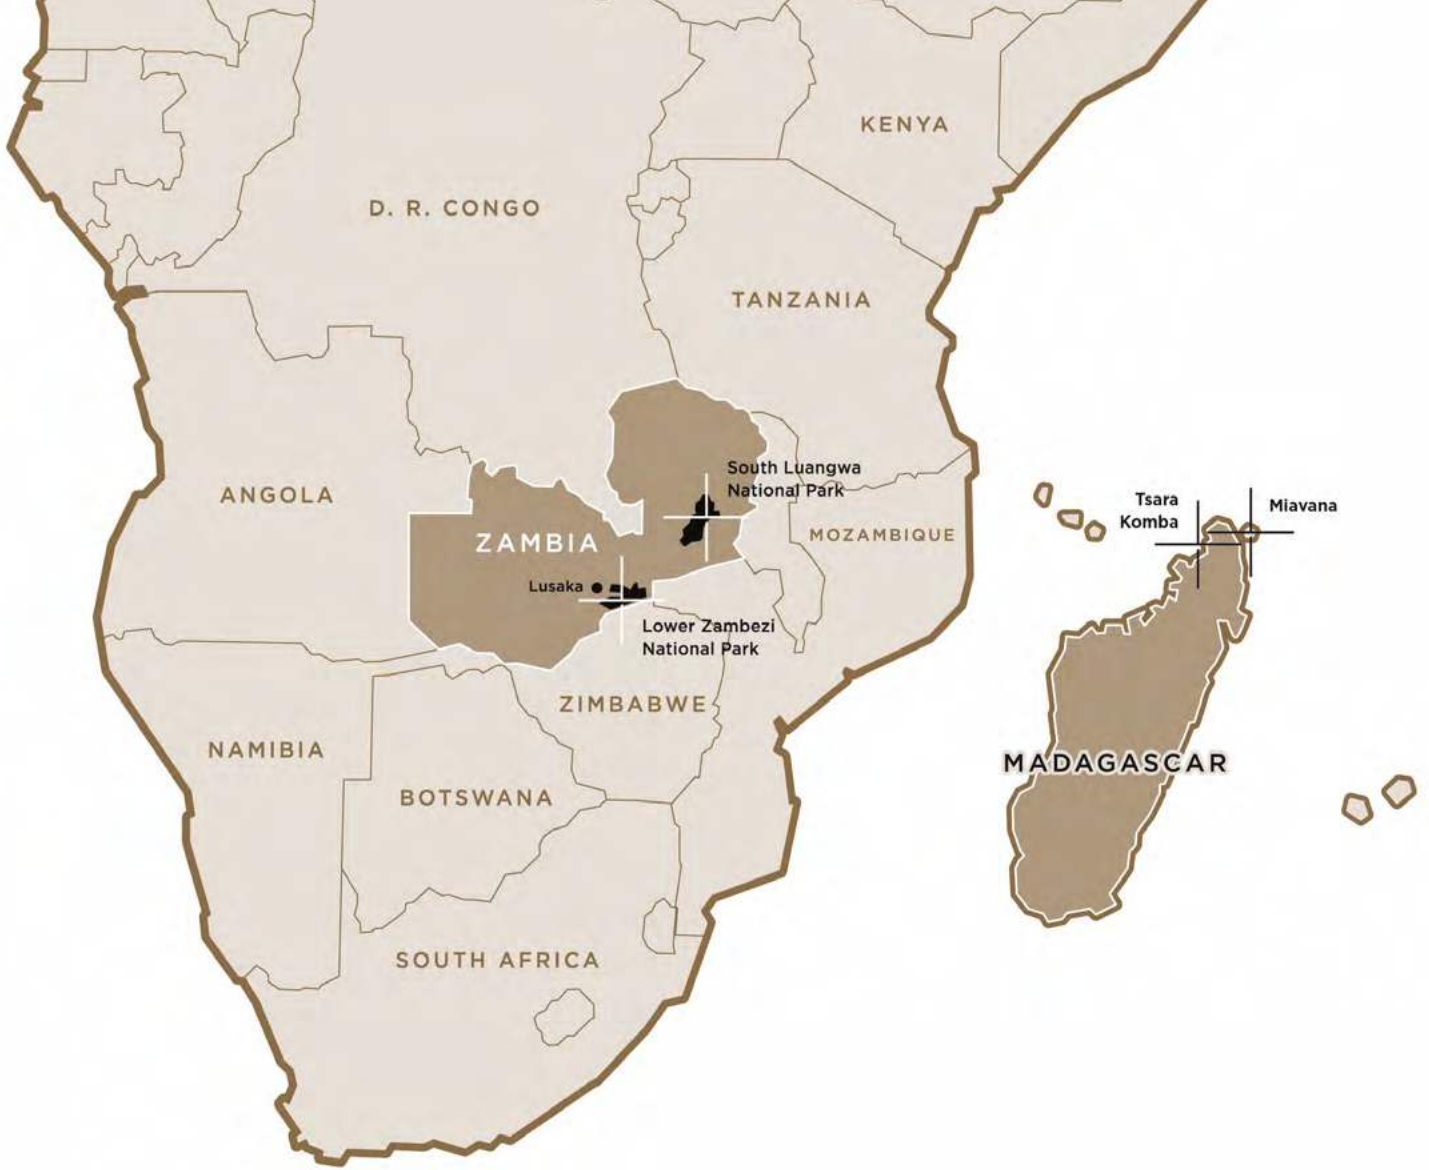 KENYA
D. R. CONGO
TANZANIA
South Luangwa
National Park
ANGOLA
Tsara
Komba
Miavana
MOZAMBIQUE
ZAMBIA
Lusaka
Lower Zambezi
National Park
ZIMBABWE
NAMIBIA
MADAGASCAR
BOTSWANA
SOUTH AFRICA